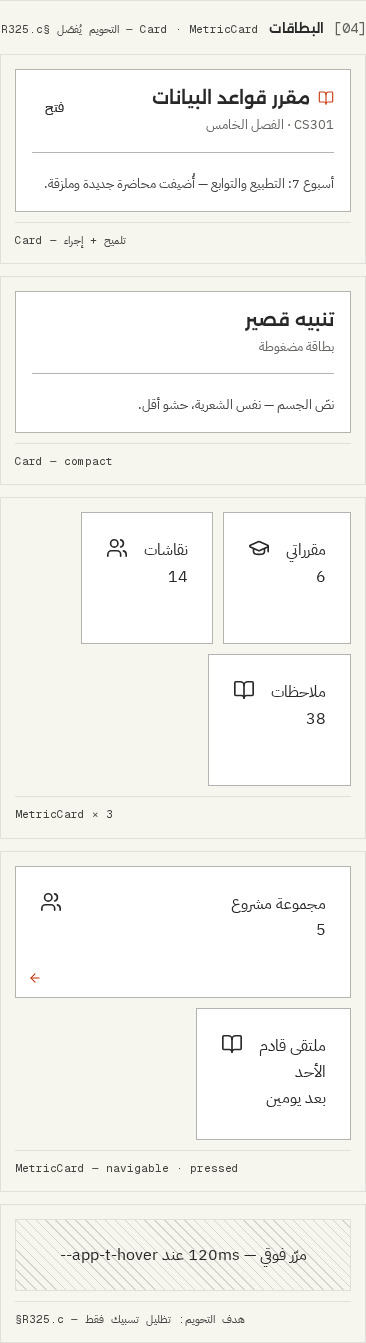 [04] البطاقات Card · MetricCard — التحويم يُفصّل §R325.c
مقرر قواعد البيانات
CS301 · الفصل الخامس
فتح
أسبوع 7: التطبيع والتوابع — أُضيفت محاضرة جديدة وملزقة.
Card — تلميح + إجراء
تنبيه قصير
بطاقة مضغوطة
نصّ الجسم — نفس الشعرية، حشو أقل.
Card — compact
مقرراتي
6
نقاشات
14
ملاحظات
38
MetricCard × 3
مجموعة مشروع
5
←
ملتقى قادم
الأحد
بعد يومين
MetricCard — navigable · pressed
مرّر فوقي — 120ms عند --app-t-hover
هدف التحويم: تظليل تسبيك فقط — §R325.c